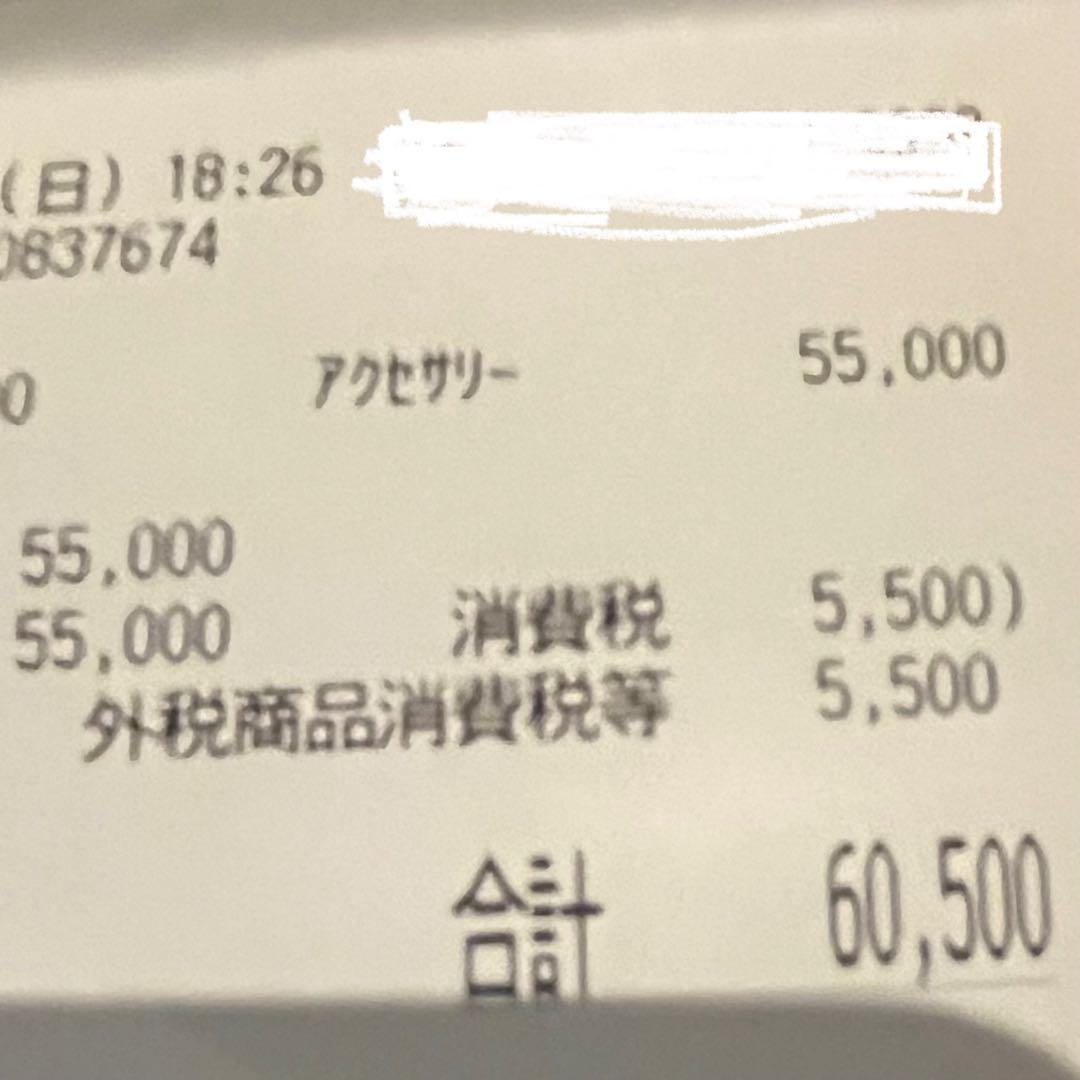 (日) 18:26
0837674
0 アクセサリー 55,000
55,000
55,000 消費税 5,500)
外税商品消費税等 5,500
合計 60,500